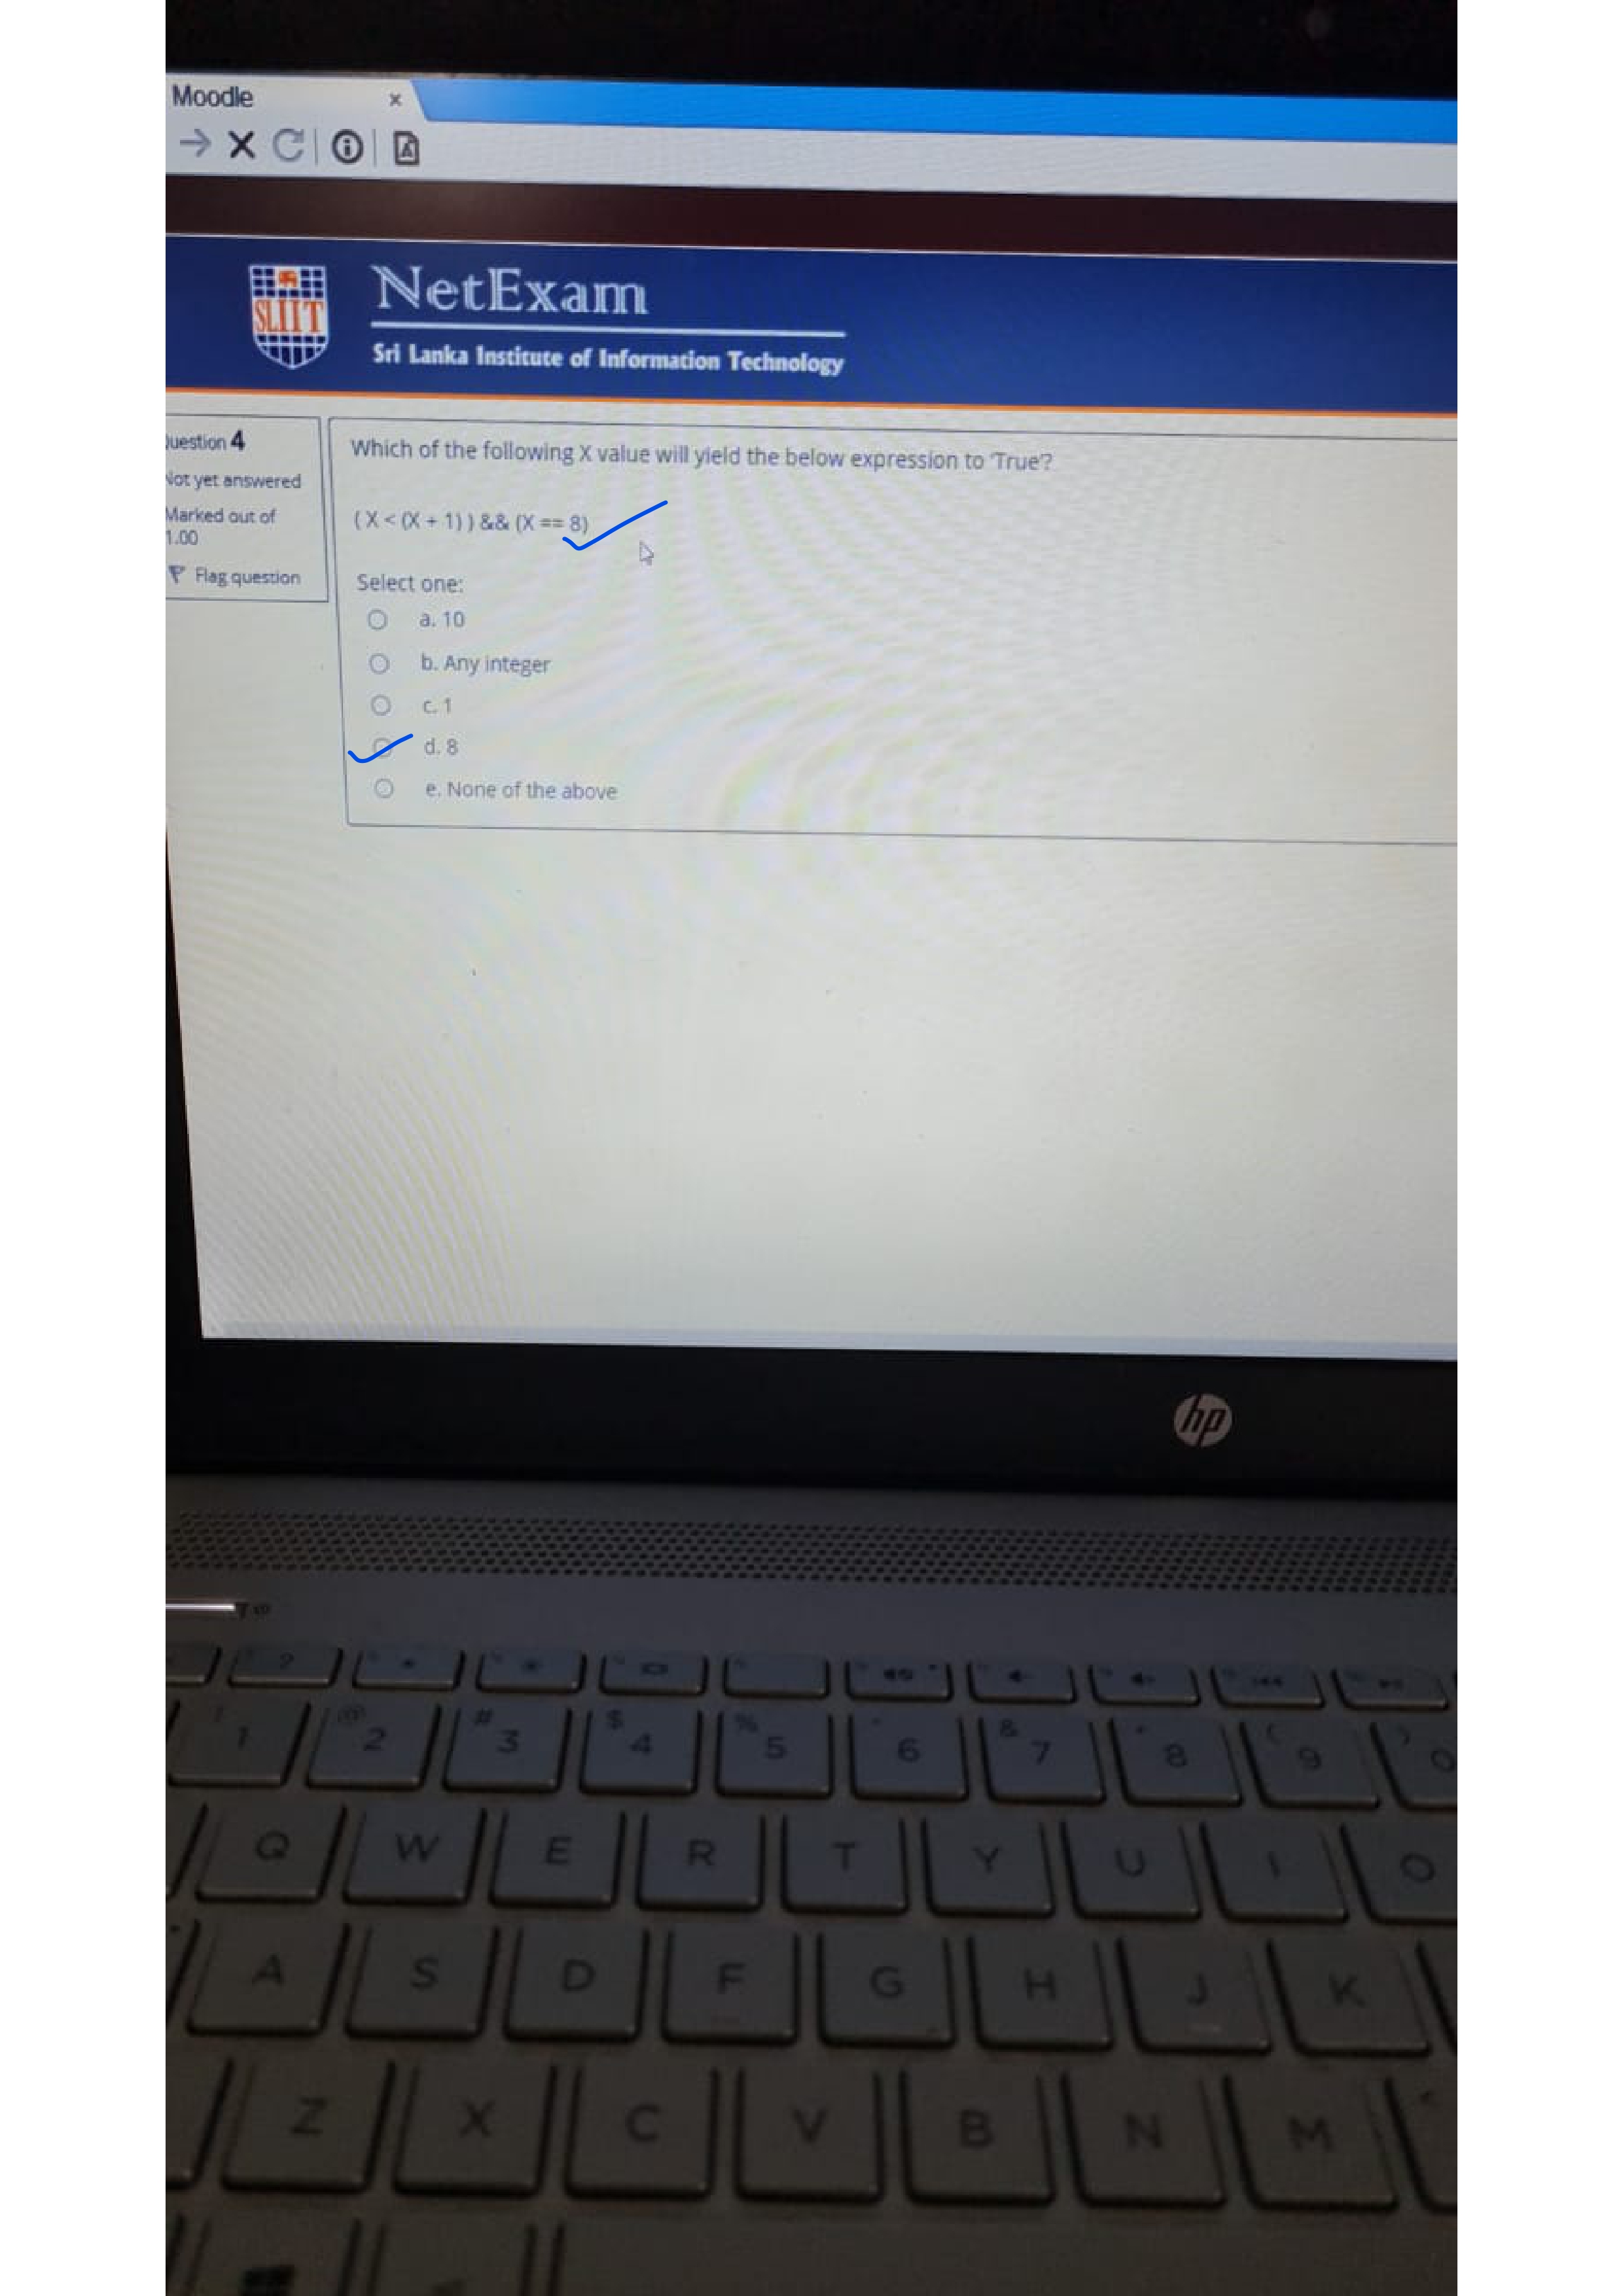 Moodle
SLIIT
NetExam
Sri Lanka Institute of Information Technology
Question 4
Not yet answered
Marked out of
1.00
Flag question
Which of the following X value will yield the below expression to 'True'?
( X < (X + 1) ) && (X == 8)
Select one:
a. 10
b. Any integer
c. 1
d. 8
e. None of the above
hp
! 1 @ 2 # 3 $ 4 % 5 6 & 7 * 8 ( 9 ) 0
Q W E R T Y U I O
A S D F G H J K
Z X C V B N M